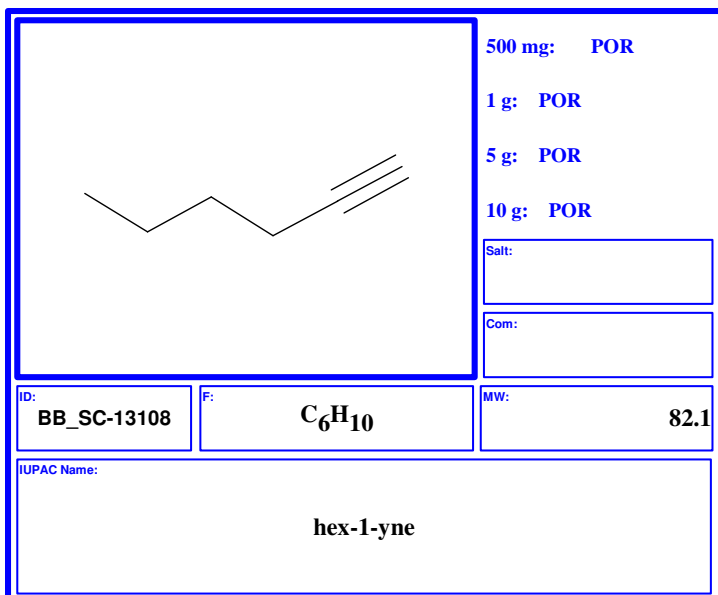 500 mg: POR
1 g: POR
5 g: POR
10 g: POR
Salt:
Com:
ID:
BB_SC-13108
F:
C6H10
MW:
82.1
IUPAC Name:
hex-1-yne